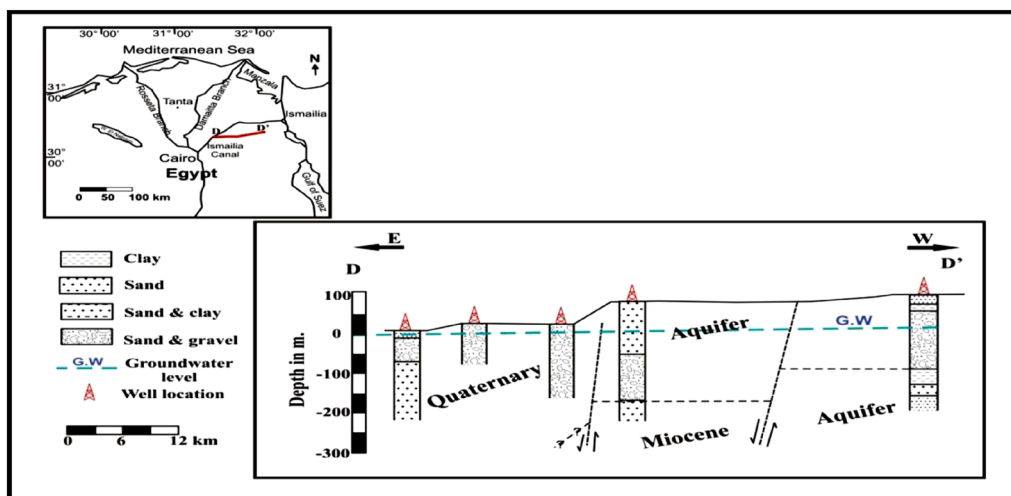 30° 00' 31° 00' 32° 00'
Mediterranean Sea
N
31° 00'
Manzala
Rosseta Branch
Tanta
Damaitta Branch
Ismailia
D D'
Ismailia Canal
Cairo
30° 00'
Egypt
Gulf of Suez
0 50 100 km
Clay
Sand
Sand & clay
Sand & gravel
G.W Groundwater level
Well location
0 6 12 km
E W
D D'
Depth in m.
100
0
-100
-200
-300
Aquifer
G.W
Quaternary
Aquifer
Miocene
? ?